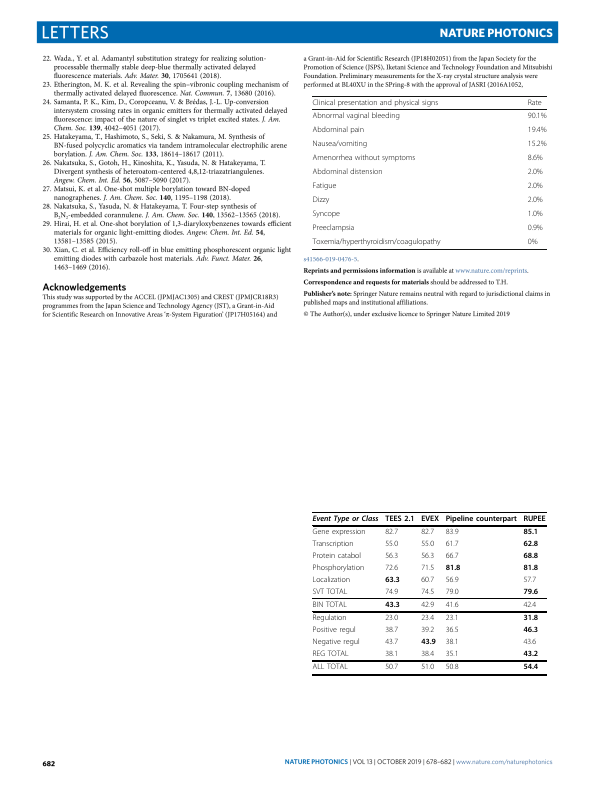 LETTERS
NATURE PHOTONICS
22. Wada., Y. et al. Adamantyl substitution strategy for realizing solution-
processable thermally stable deep-blue thermally activated delayed
fluorescence materials. Adv. Mater. 30, 1705641 (2018).
23. Etherington, M. K. et al. Revealing the spin–vibronic coupling mechanism of
thermally activated delayed fluorescence. Nat. Commun. 7, 13680 (2016).
24. Samanta, P. K., Kim, D., Coropceanu, V. & Brédas, J.-L. Up-conversion
intersystem crossing rates in organic emitters for thermally activated delayed
fluorescence: impact of the nature of singlet vs triplet excited states. J. Am.
Chem. Soc. 139, 4042–4051 (2017).
25. Hatakeyama, T., Hashimoto, S., Seki, S. & Nakamura, M. Synthesis of
BN-fused polycyclic aromatics via tandem intramolecular electrophilic arene
borylation. J. Am. Chem. Soc. 133, 18614–18617 (2011).
26. Nakatsuka, S., Gotoh, H., Kinoshita, K., Yasuda, N. & Hatakeyama, T.
Divergent synthesis of heteroatom-centered 4,8,12-triazatriangulenes.
Angew. Chem. Int. Ed. 56, 5087–5090 (2017).
27. Matsui, K. et al. One-shot multiple borylation toward BN-doped
nanographenes. J. Am. Chem. Soc. 140, 1195–1198 (2018).
28. Nakatsuka, S., Yasuda, N. & Hatakeyama, T. Four-step synthesis of
B₂N₂-embedded corannulene. J. Am. Chem. Soc. 140, 13562–13565 (2018).
29. Hirai, H. et al. One-shot borylation of 1,3-diaryloxybenzenes towards efficient
materials for organic light-emitting diodes. Angew. Chem. Int. Ed. 54,
13581–13585 (2015).
30. Xian, C. et al. Efficiency roll-off in blue emitting phosphorescent organic light
emitting diodes with carbazole host materials. Adv. Funct. Mater. 26,
1463–1469 (2016).
Acknowledgements
This study was supported by the ACCEL (JPMJAC1305) and CREST (JPMJCR18R3)
programmes from the Japan Science and Technology Agency (JST), a Grant-in-Aid
for Scientific Research on Innovative Areas ‘π-System Figuration’ (JP17H05164) and
a Grant-in-Aid for Scientific Research (JP18H02051) from the Japan Society for the
Promotion of Science (JSPS), Iketani Science and Technology Foundation and Mitsubishi
Foundation. Preliminary measurements for the X-ray crystal structure analysis were
performed at BL40XU in the SPring-8 with the approval of JASRI (2016A1052,
Clinical presentation and physical signs Rate
Abnormal vaginal bleeding 90.1%
Abdominal pain 19.4%
Nausea/vomiting 15.2%
Amenorrhea without symptoms 8.6%
Abdominal distension 2.0%
Fatigue 2.0%
Dizzy 2.0%
Syncope 1.0%
Preeclampsia 0.9%
Toxemia/hyperthyroidism/coagulopathy 0%
s41566-019-0476-5.
Reprints and permissions information is available at www.nature.com/reprints.
Correspondence and requests for materials should be addressed to T.H.
Publisher’s note: Springer Nature remains neutral with regard to jurisdictional claims in
published maps and institutional affiliations.
© The Author(s), under exclusive licence to Springer Nature Limited 2019
Event Type or Class TEES 2.1 EVEX Pipeline counterpart RUPEE
Gene expression 82.7 82.7 83.9 85.1
Transcription 55.0 55.0 61.7 62.8
Protein catabol 56.3 56.3 66.7 68.8
Phosphorylation 72.6 71.5 81.8 81.8
Localization 63.3 60.7 56.9 57.7
SVT TOTAL 74.9 74.5 79.0 79.6
BIN TOTAL 43.3 42.9 41.6 42.4
Regulation 23.0 23.4 23.1 31.8
Positive regul 38.7 39.2 36.5 46.3
Negative regul 43.7 43.9 38.1 43.6
REG TOTAL 38.1 38.4 35.1 43.2
ALL TOTAL 50.7 51.0 50.8 54.4
682
NATURE PHOTONICS | VOL 13 | OCTOBER 2019 | 678–682 | www.nature.com/naturephotonics